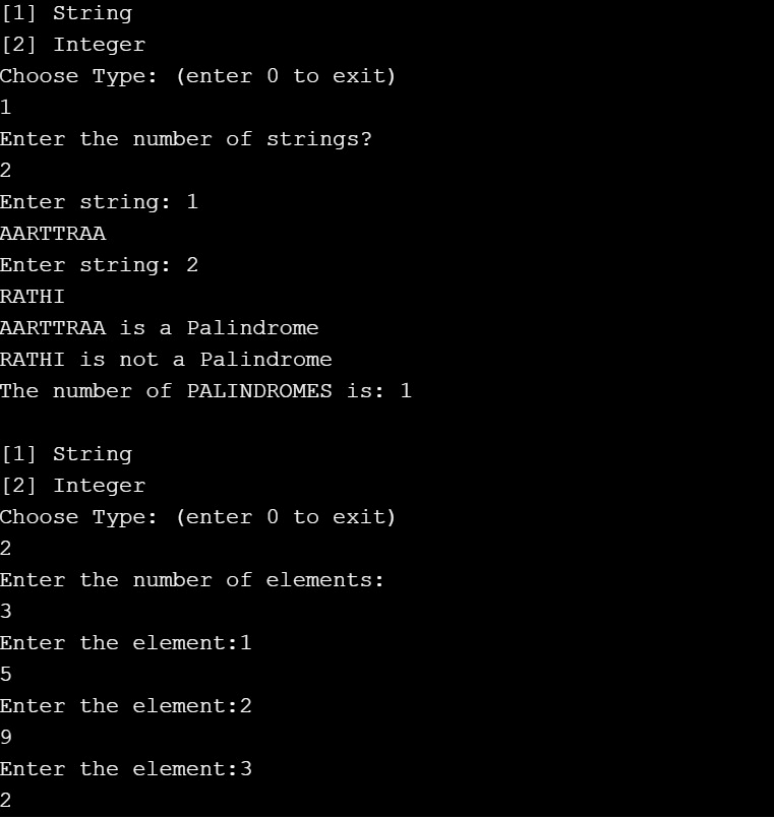 [1] String
[2] Integer
Choose Type: (enter 0 to exit)
1
Enter the number of strings?
2
Enter string: 1
AARTTRAA
Enter string: 2
RATHI
AARTTRAA is a Palindrome
RATHI is not a Palindrome
The number of PALINDROMES is: 1

[1] String
[2] Integer
Choose Type: (enter 0 to exit)
2
Enter the number of elements:
3
Enter the element:1
5
Enter the element:2
9
Enter the element:3
2